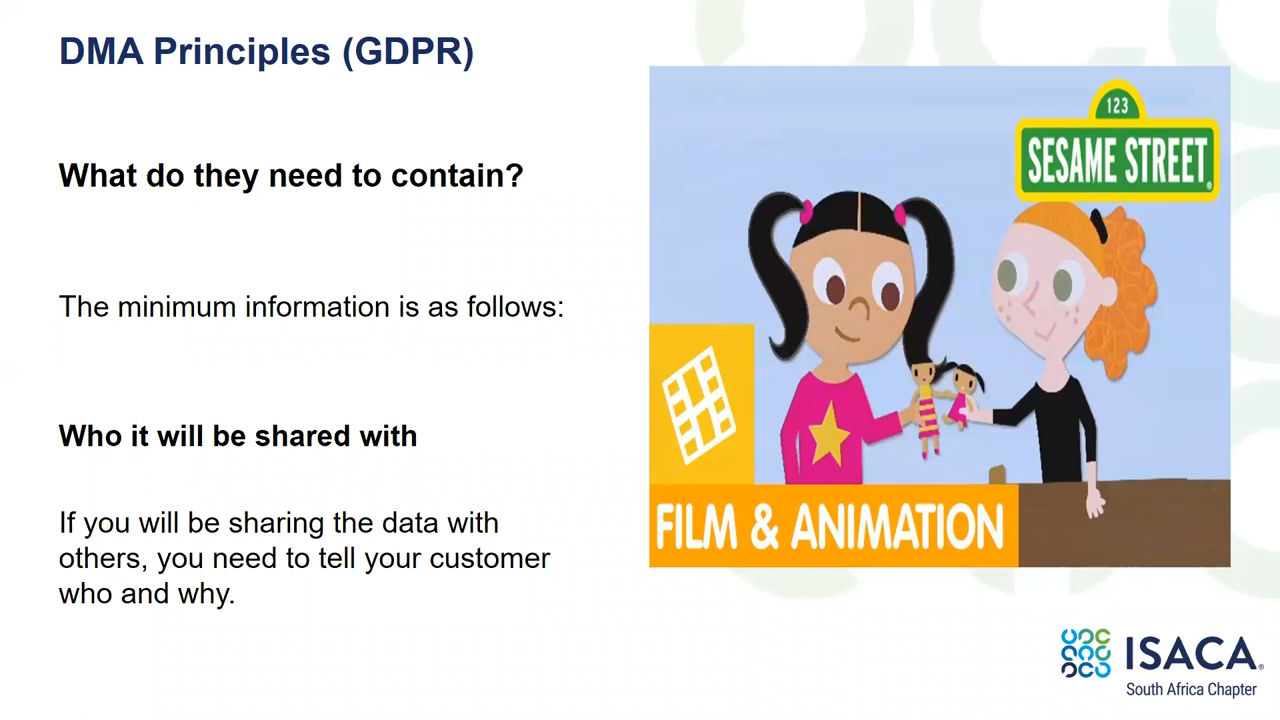 DMA Principles (GDPR)
What do they need to contain?
The minimum information is as follows:
Who it will be shared with
If you will be sharing the data with
others, you need to tell your customer
who and why.
123
SESAME STREET
FILM & ANIMATION
ISACA
South Africa Chapter